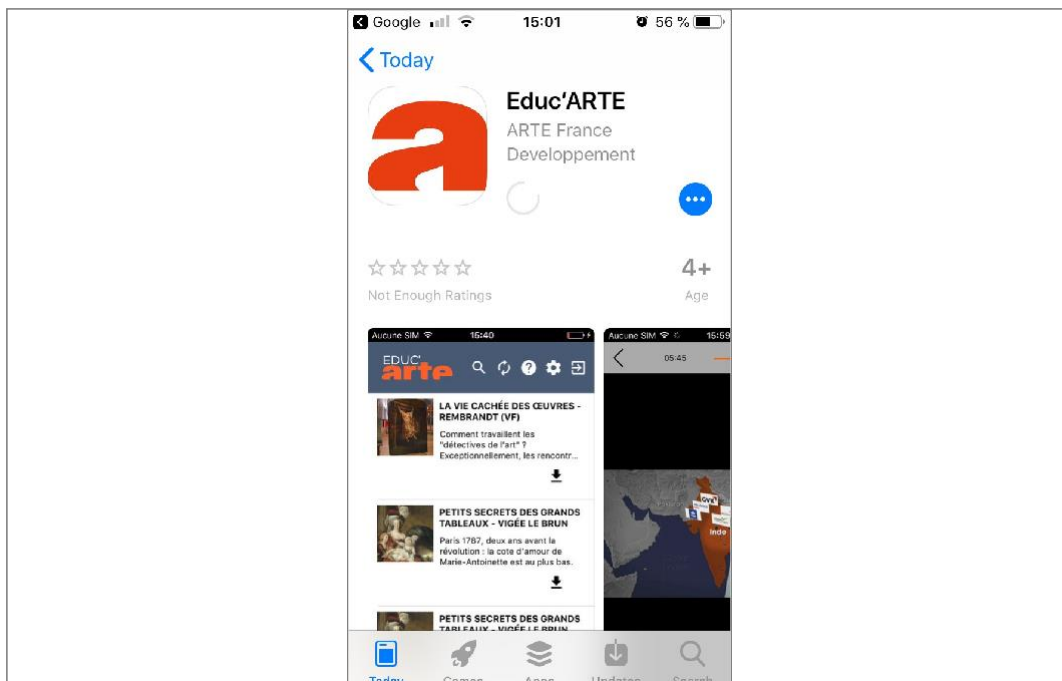 Google 15:01 56 %
Today
Educ'ARTE
ARTE France
Developpement
4+
Not Enough Ratings Age
Aucune SIM 15:40
EDUC'
arte
LA VIE CACHÉE DES ŒUVRES -
REMBRANDT (VF)
Comment travaillent les
"détectives de l'art" ?
Exceptionnellement, les rencontr...
PETITS SECRETS DES GRANDS
TABLEAUX - VIGÉE LE BRUN
Paris 1787, deux ans avant la
révolution : la cote d'amour de
Marie-Antoinette est au plus bas.
PETITS SECRETS DES GRANDS
TABLEAUX - VIGÉE LE BRUN
Aucune SIM 15:59
05:45
Inde
Today Games Apps Updates Search